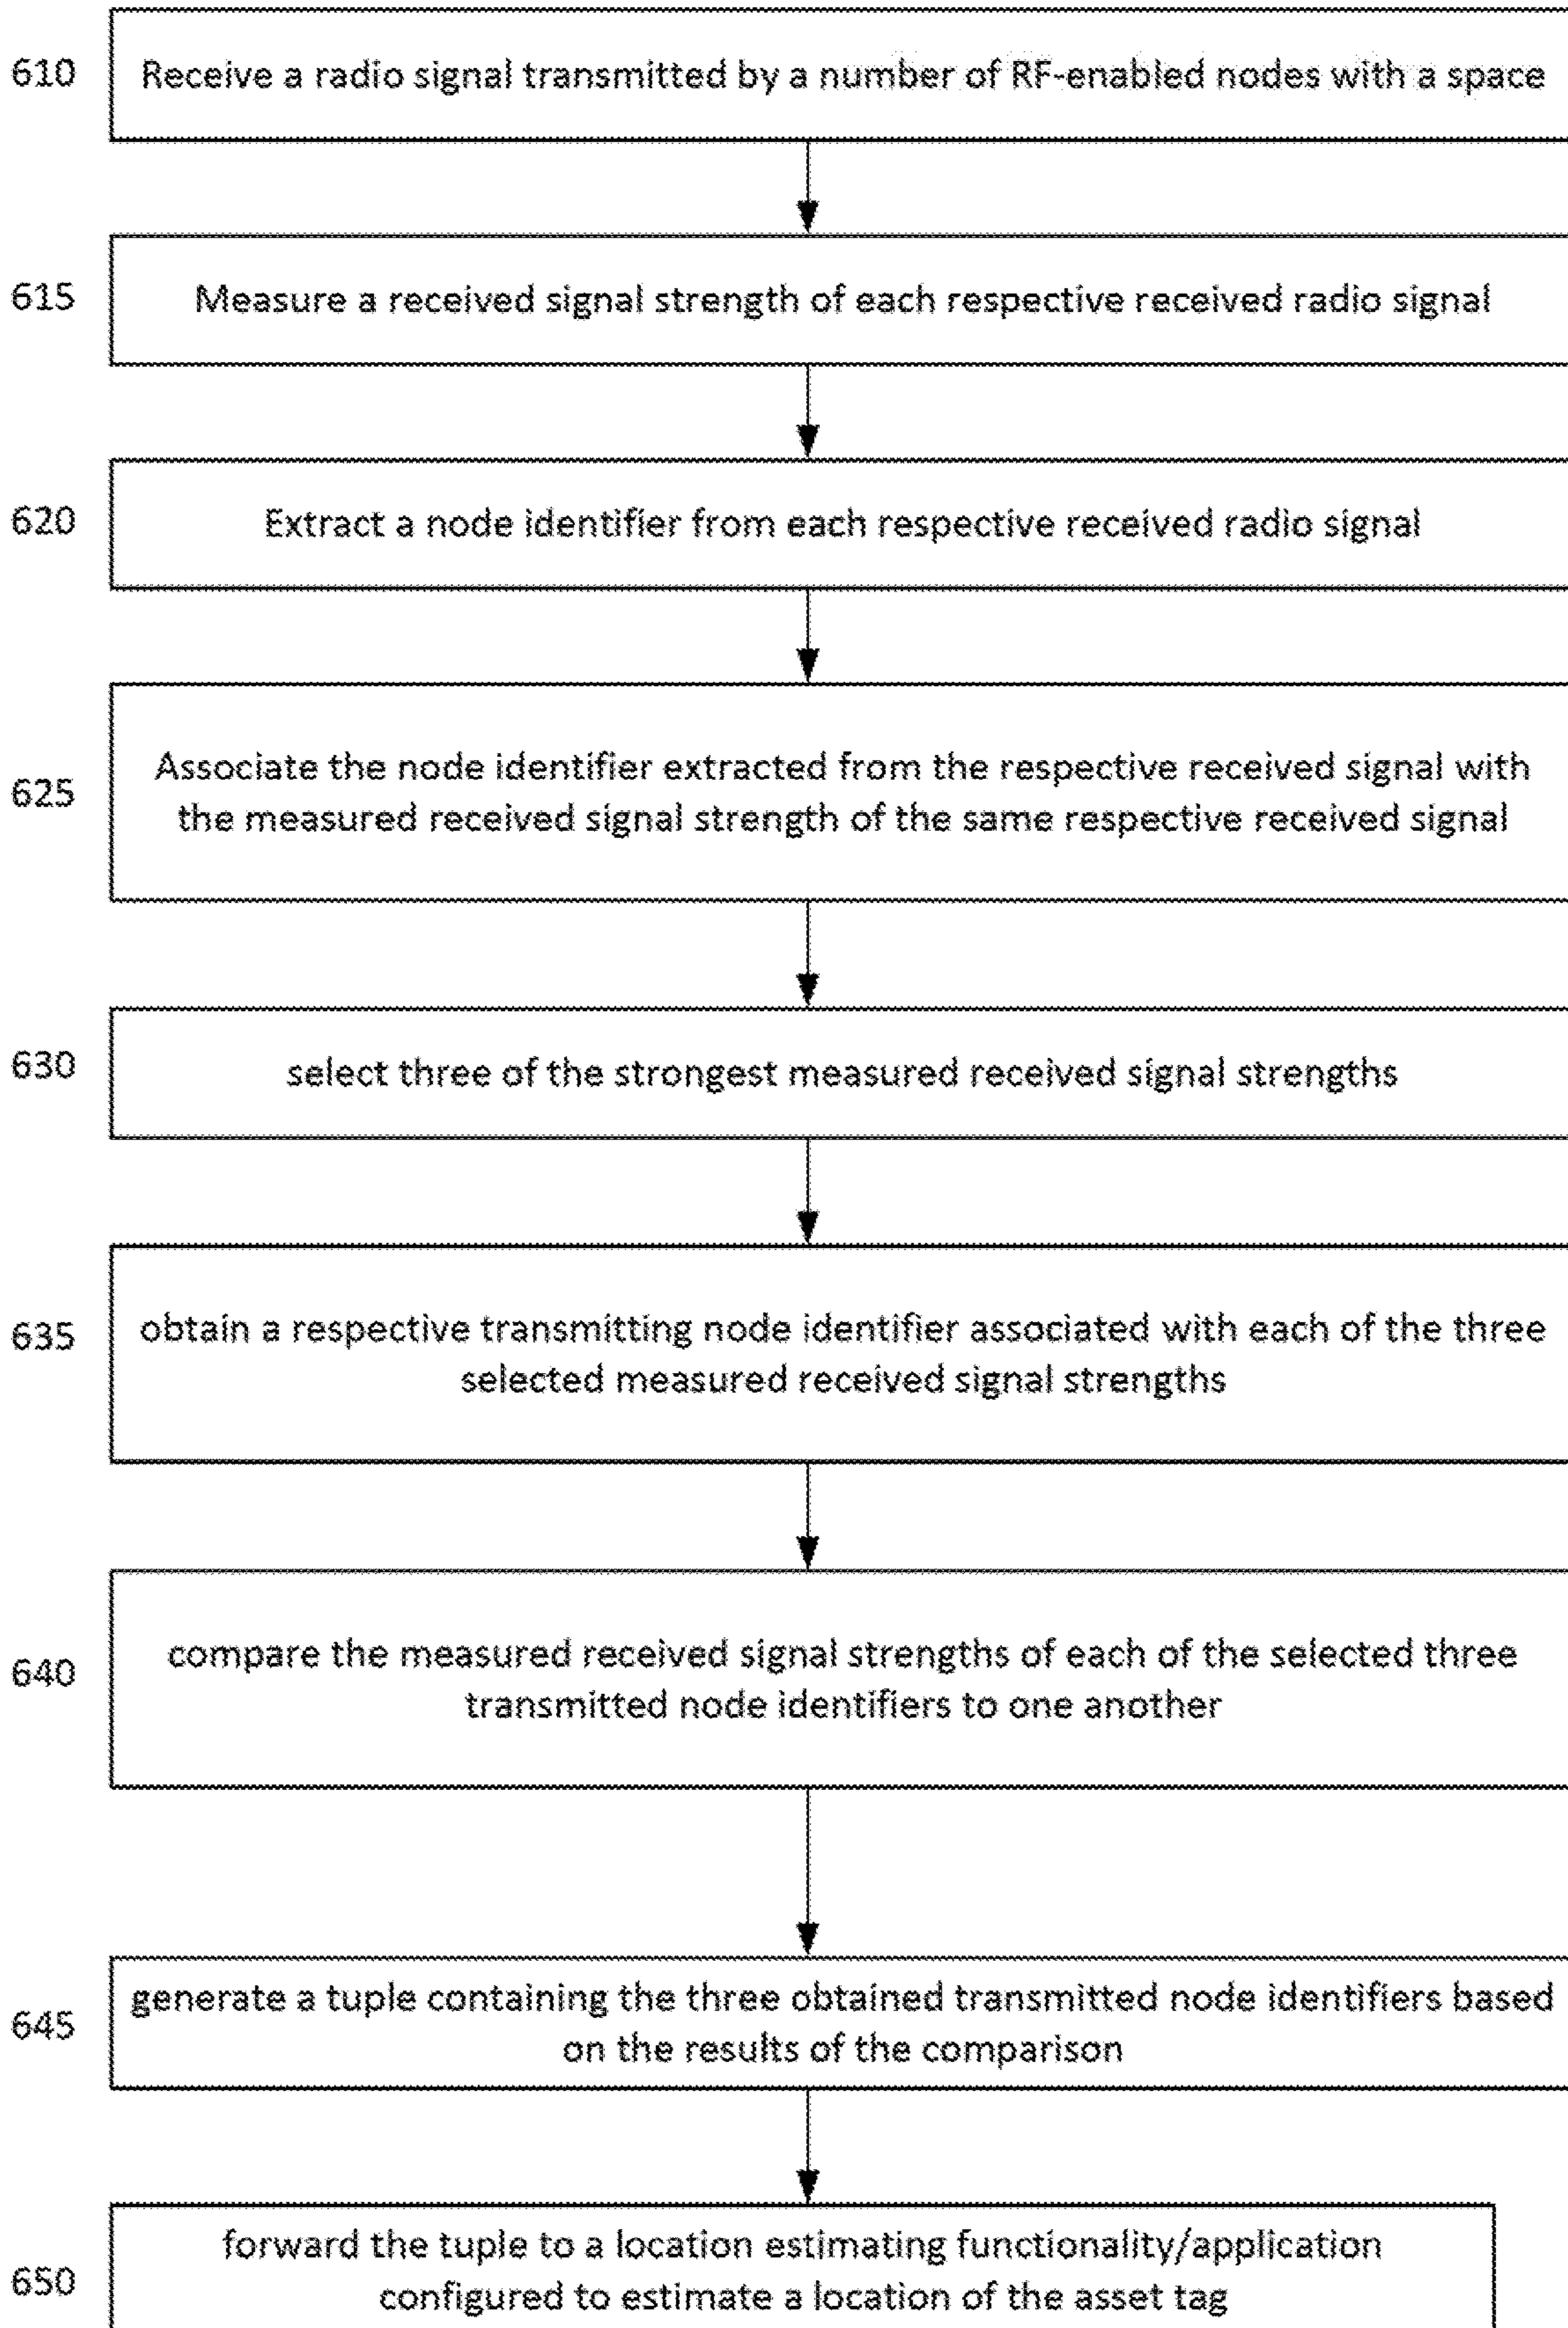 610
Receive a radio signal transmitted by a number of RF-enabled nodes with a space
615
Measure a received signal strength of each respective received radio signal
620
Extract a node identifier from each respective received radio signal
625
Associate the node identifier extracted from the respective received signal with
the measured received signal strength of the same respective received signal
630
select three of the strongest measured received signal strengths
635
obtain a respective transmitting node identifier associated with each of the three
selected measured received signal strengths
640
compare the measured received signal strengths of each of the selected three
transmitted node identifiers to one another
645
generate a tuple containing the three obtained transmitted node identifiers based
on the results of the comparison
650
forward the tuple to a location estimating functionality/application
configured to estimate a location of the asset tag